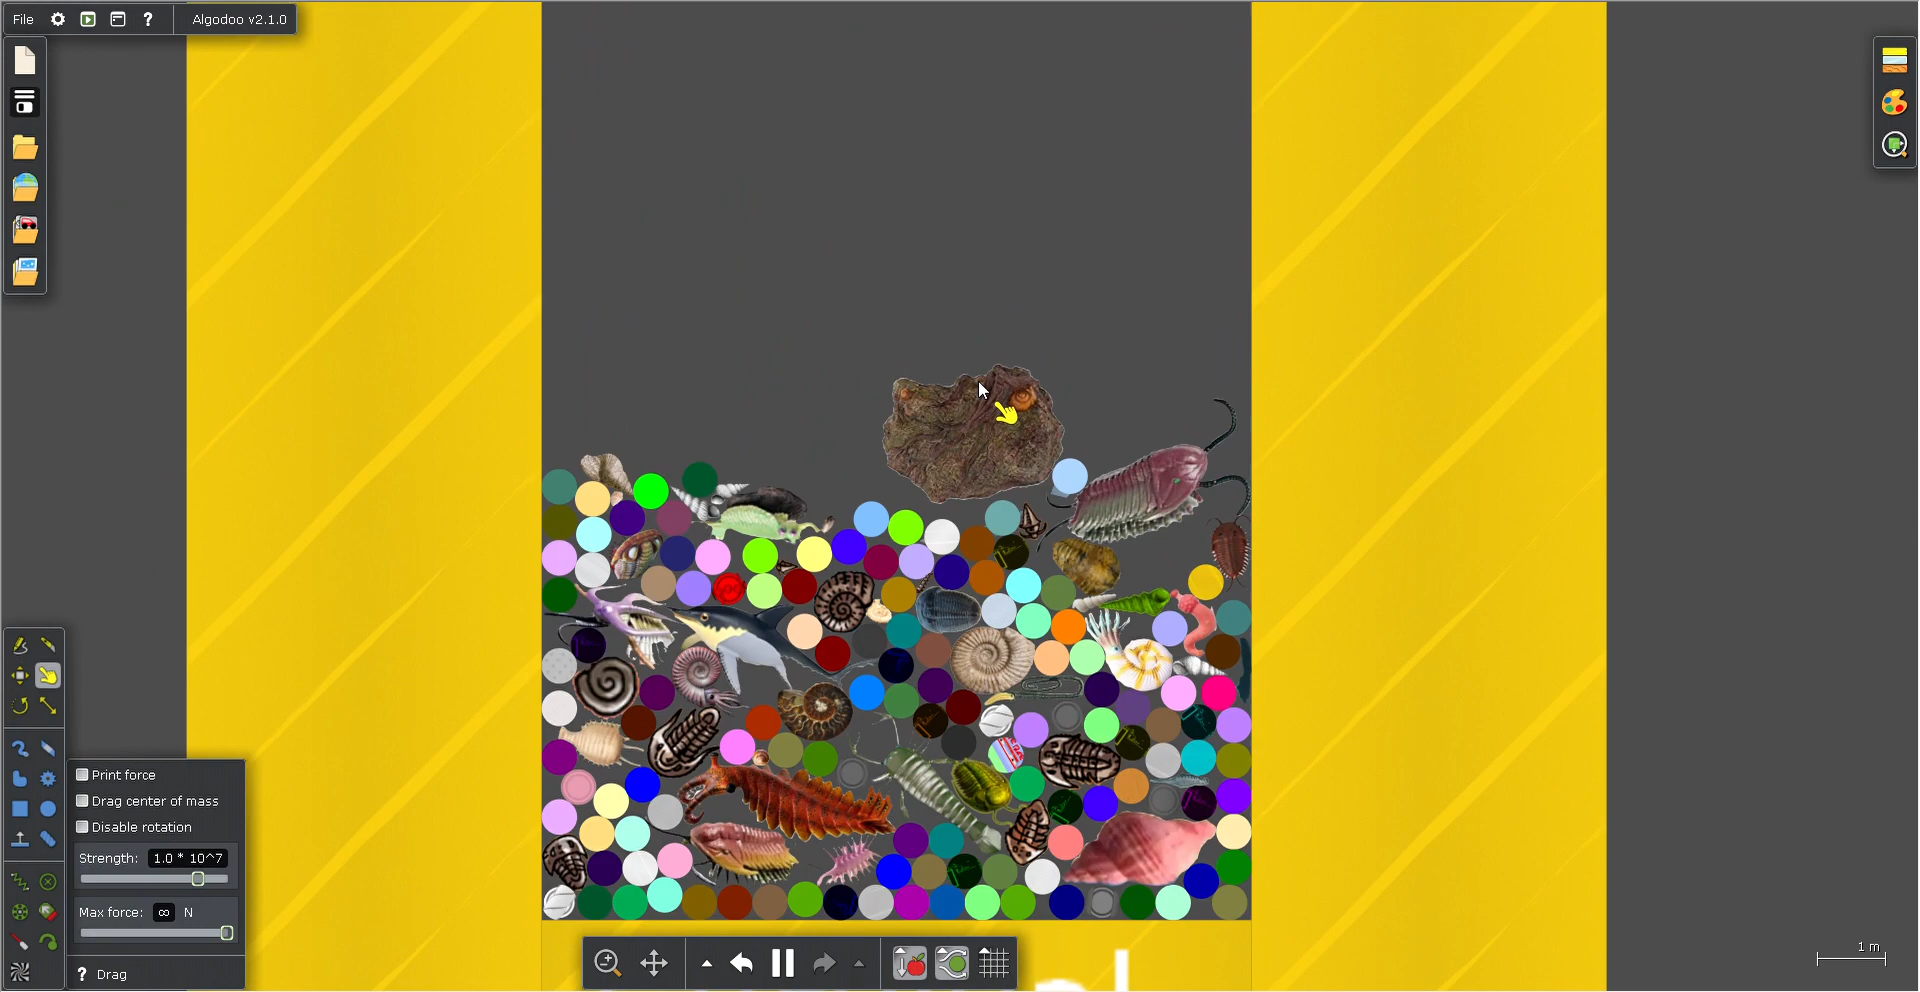 File ? Algodoo v2.1.0
Print force
Drag center of mass
Disable rotation
Strength: 1.0 * 10^7
Max force: ∞ N
? Drag
1 m